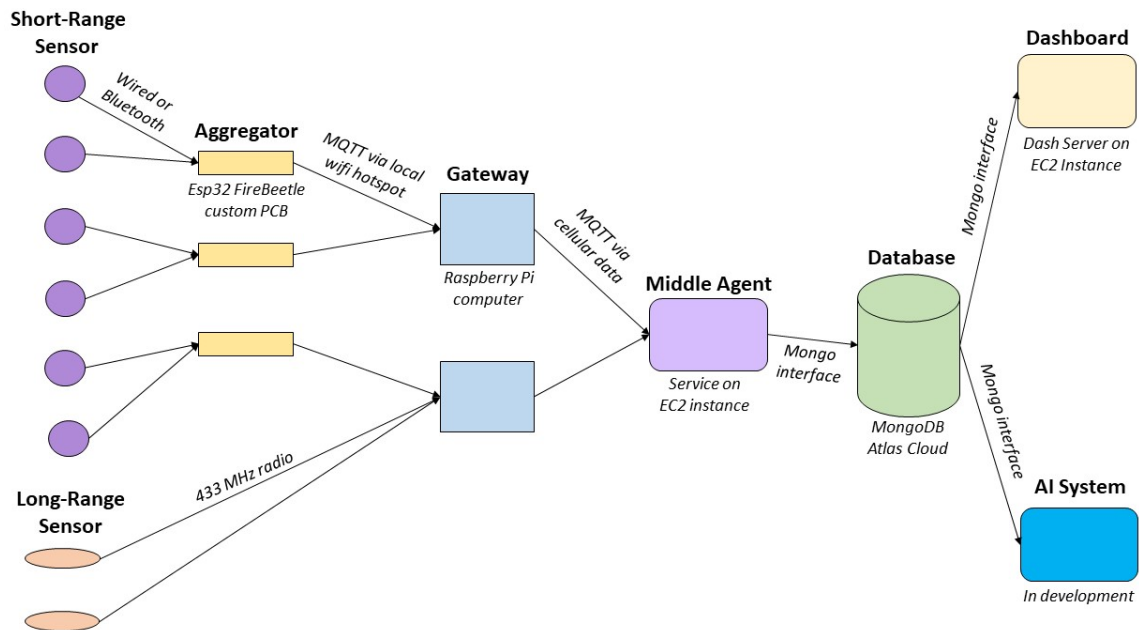 Short-Range
Sensor
Wired or
Bluetooth
Aggregator
Esp32 FireBeetle
custom PCB
MQTT via local
wifi hotspot
Gateway
Raspberry Pi
computer
MQTT via
cellular data
Middle Agent
Service on
EC2 instance
Mongo
interface
Database
MongoDB
Atlas Cloud
Mongo interface
Dashboard
Dash Server on
EC2 Instance
Mongo interface
AI System
In development
Long-Range
Sensor
433 MHz radio